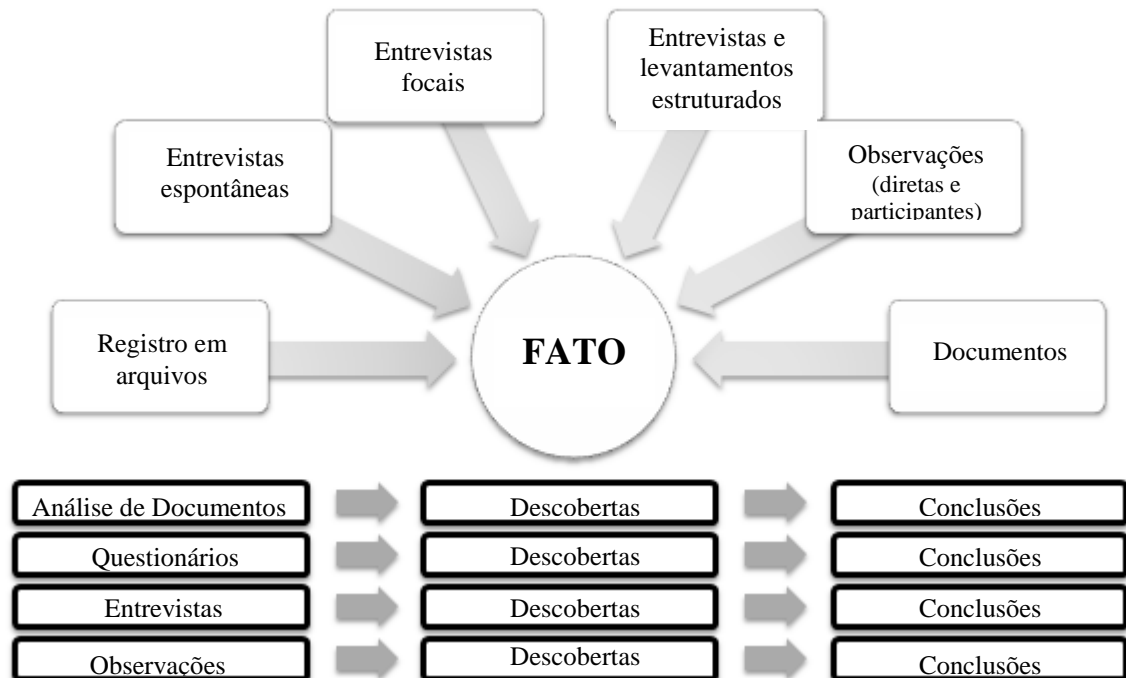 Entrevistas
focais
Entrevistas e
levantamentos
estruturados
Entrevistas
espontâneas
Observações
(diretas e
participantes)
Registro em
arquivos
FATO
Documentos
Análise de Documentos
Descobertas
Conclusões
Questionários
Descobertas
Conclusões
Entrevistas
Descobertas
Conclusões
Observações
Descobertas
Conclusões